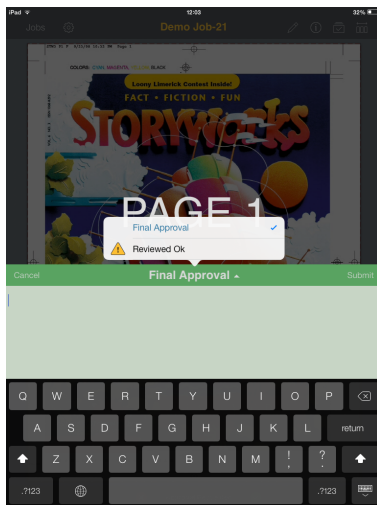 iPad 12:03 32%
Jobs Demo Job-21
COLORS: CYAN, MAGENTA, YELLOW, BLACK
Loony Limerick Contest Inside!
FACT • FICTION • FUN
STORYWORKS
PAGE 1
Final Approval
Reviewed Ok
Cancel Final Approval Submit
Q W E R T Y U I O P
A S D F G H J K L return
Z X C V B N M ! , ? .
.?123 .?123